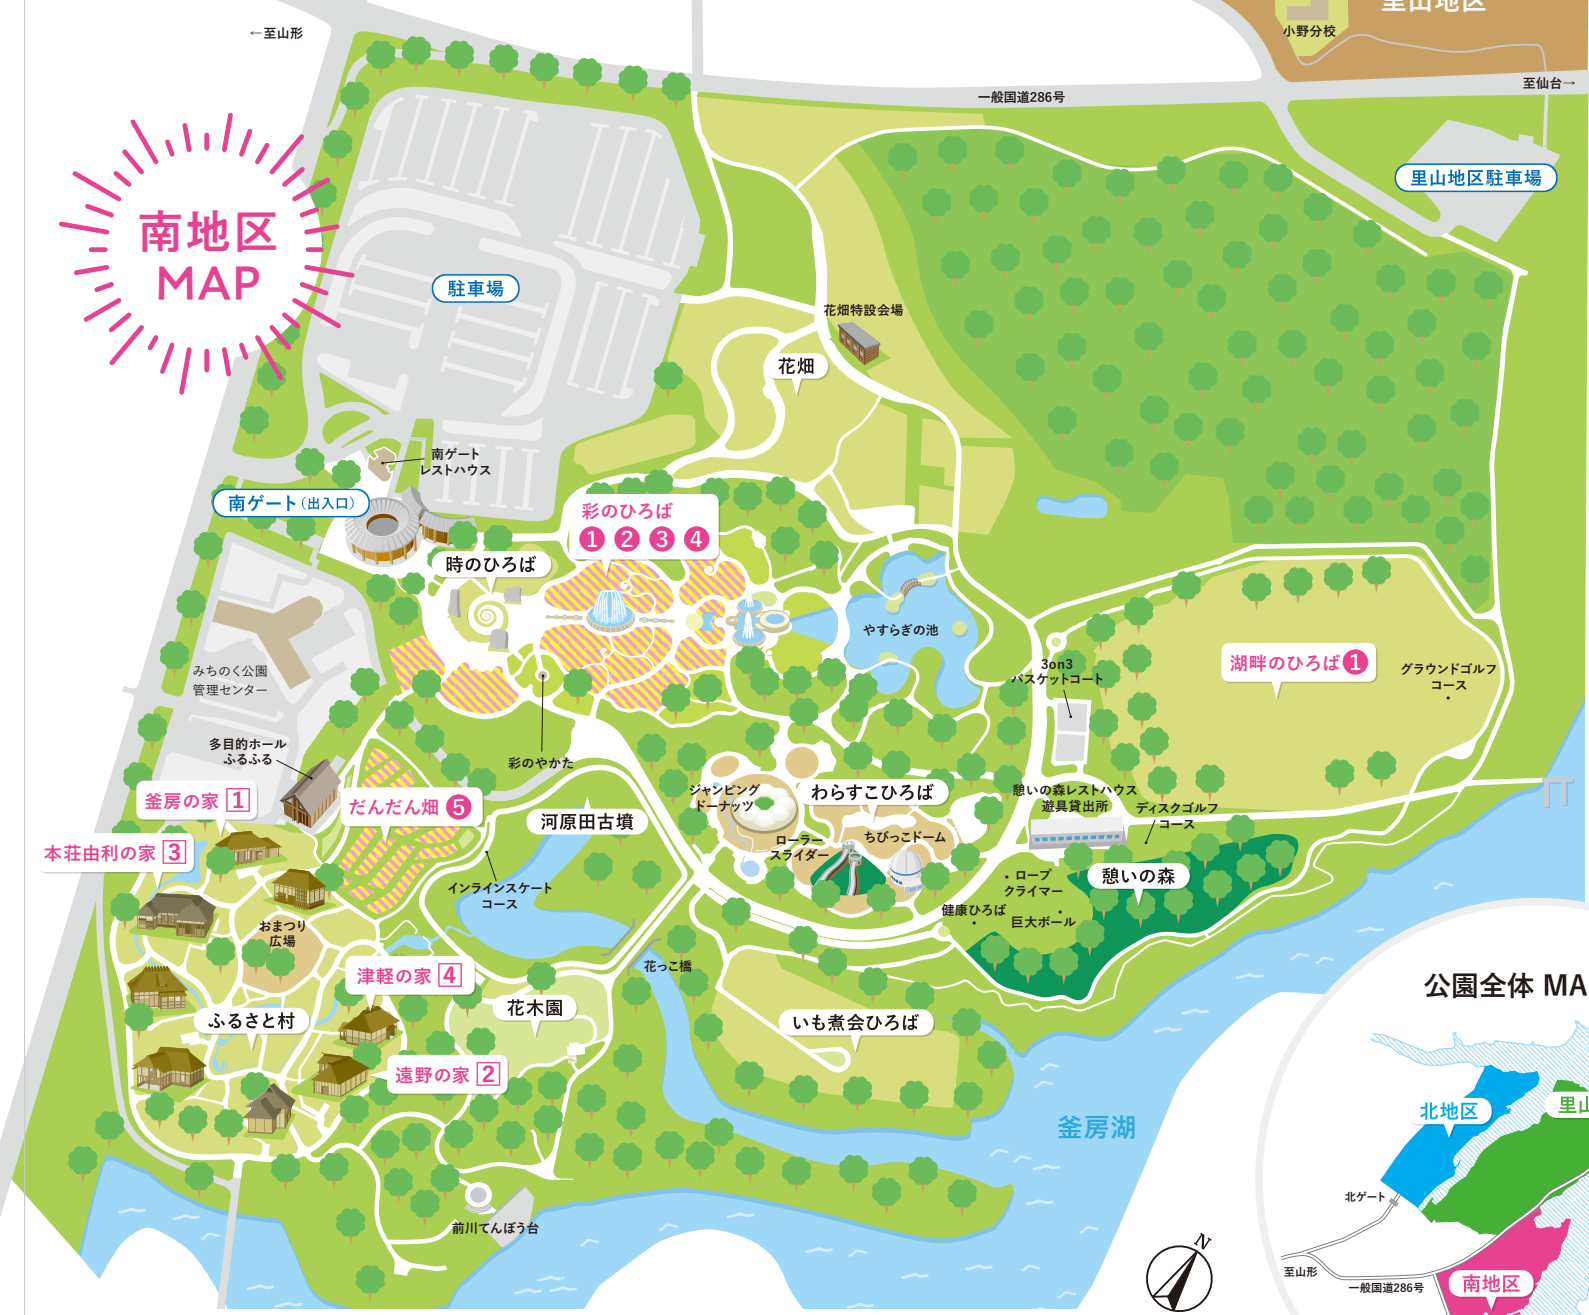 ←至山形
小野分校
里山地区
一般国道286号
至仙台→
南地区
MAP
里山地区駐車場
駐車場
花畑特設会場
花畑
南ゲート
レストハウス
南ゲート（出入口）
彩のひろば
1 2 3 4
時のひろば
やすらぎの池
みちのく公園
管理センター
3on3
バスケットコート
湖畔のひろば1
グラウンドゴルフ
コース
多目的ホール
ふるふる
彩のやかた
釜房の家 1
だんだん畑 5
河原田古墳
ジャンピング
ドーナッツ
わらすこひろば
憩いの森レストハウス
遊具貸出所
ディスクゴルフ
コース
本荘由利の家 3
ローラー
スライダー
ちびっこドーム
インラインスケート
コース
ロープ
クライマー
憩いの森
健康ひろば
巨大ボール
おまつり
広場
津軽の家 4
花っこ橋
花木園
ふるさと村
いも煮会ひろば
遠野の家 2
釜房湖
前川てんぼう台
N
公園全体 MA
北地区
里山
北ゲート
至山形
一般国道286号
南地区